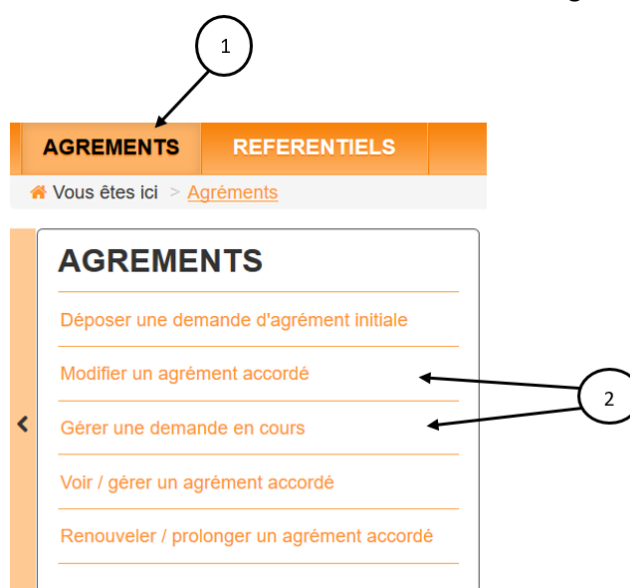 1
AGREMENTS REFERENTIELS
Vous êtes ici > Agréments
AGREMENTS
Déposer une demande d'agrément initiale
Modifier un agrément accordé
Gérer une demande en cours
2
Voir / gérer un agrément accordé
Renouveler / prolonger un agrément accordé